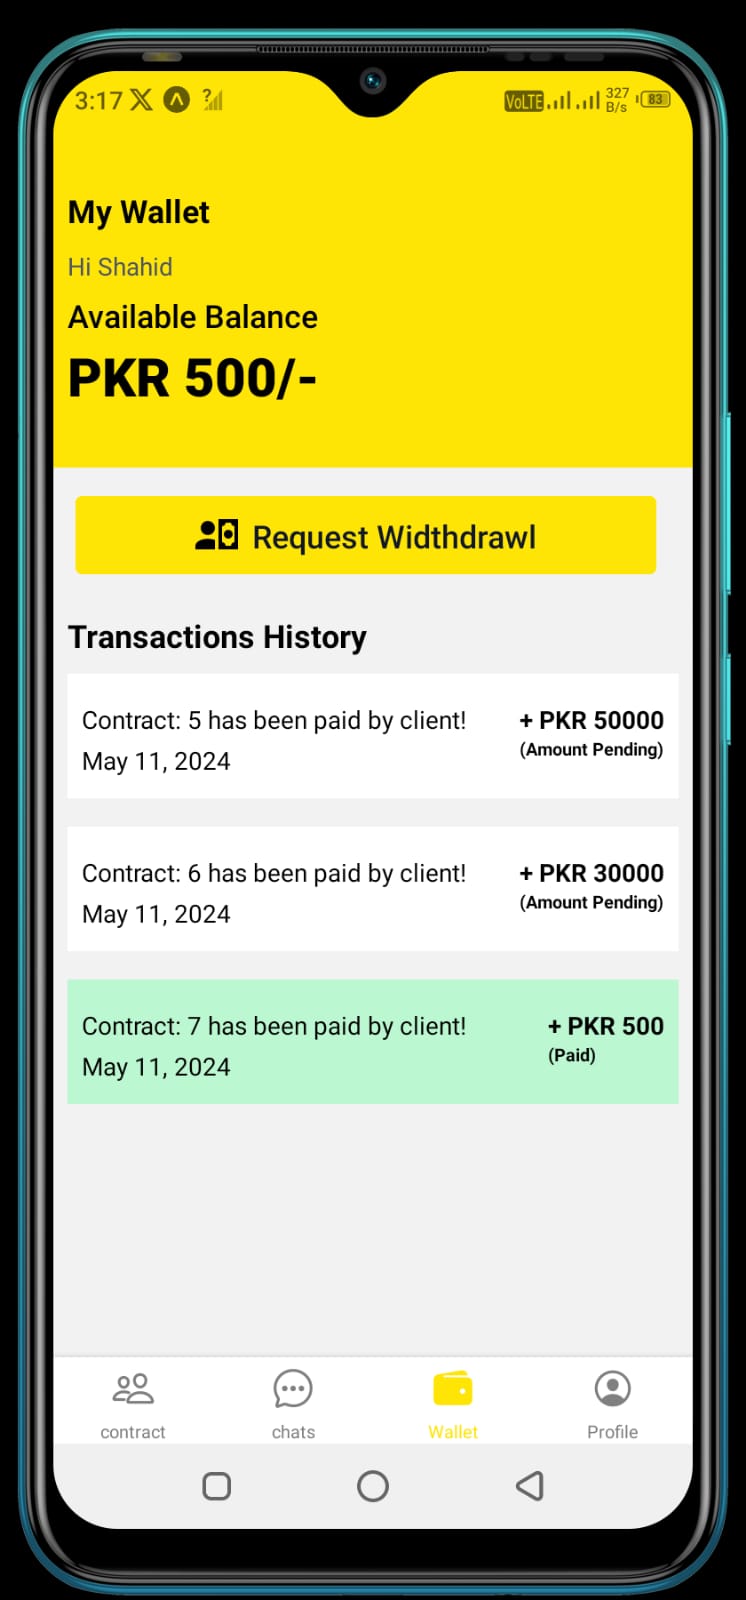 3:17
VoLTE
327
B/s
83
My Wallet
Hi Shahid
Available Balance
PKR 500/-
Request Widthdrawl
Transactions History
Contract: 5 has been paid by client!
+ PKR 50000
(Amount Pending)
May 11, 2024
Contract: 6 has been paid by client!
+ PKR 30000
(Amount Pending)
May 11, 2024
Contract: 7 has been paid by client!
+ PKR 500
(Paid)
May 11, 2024
contract
chats
Wallet
Profile